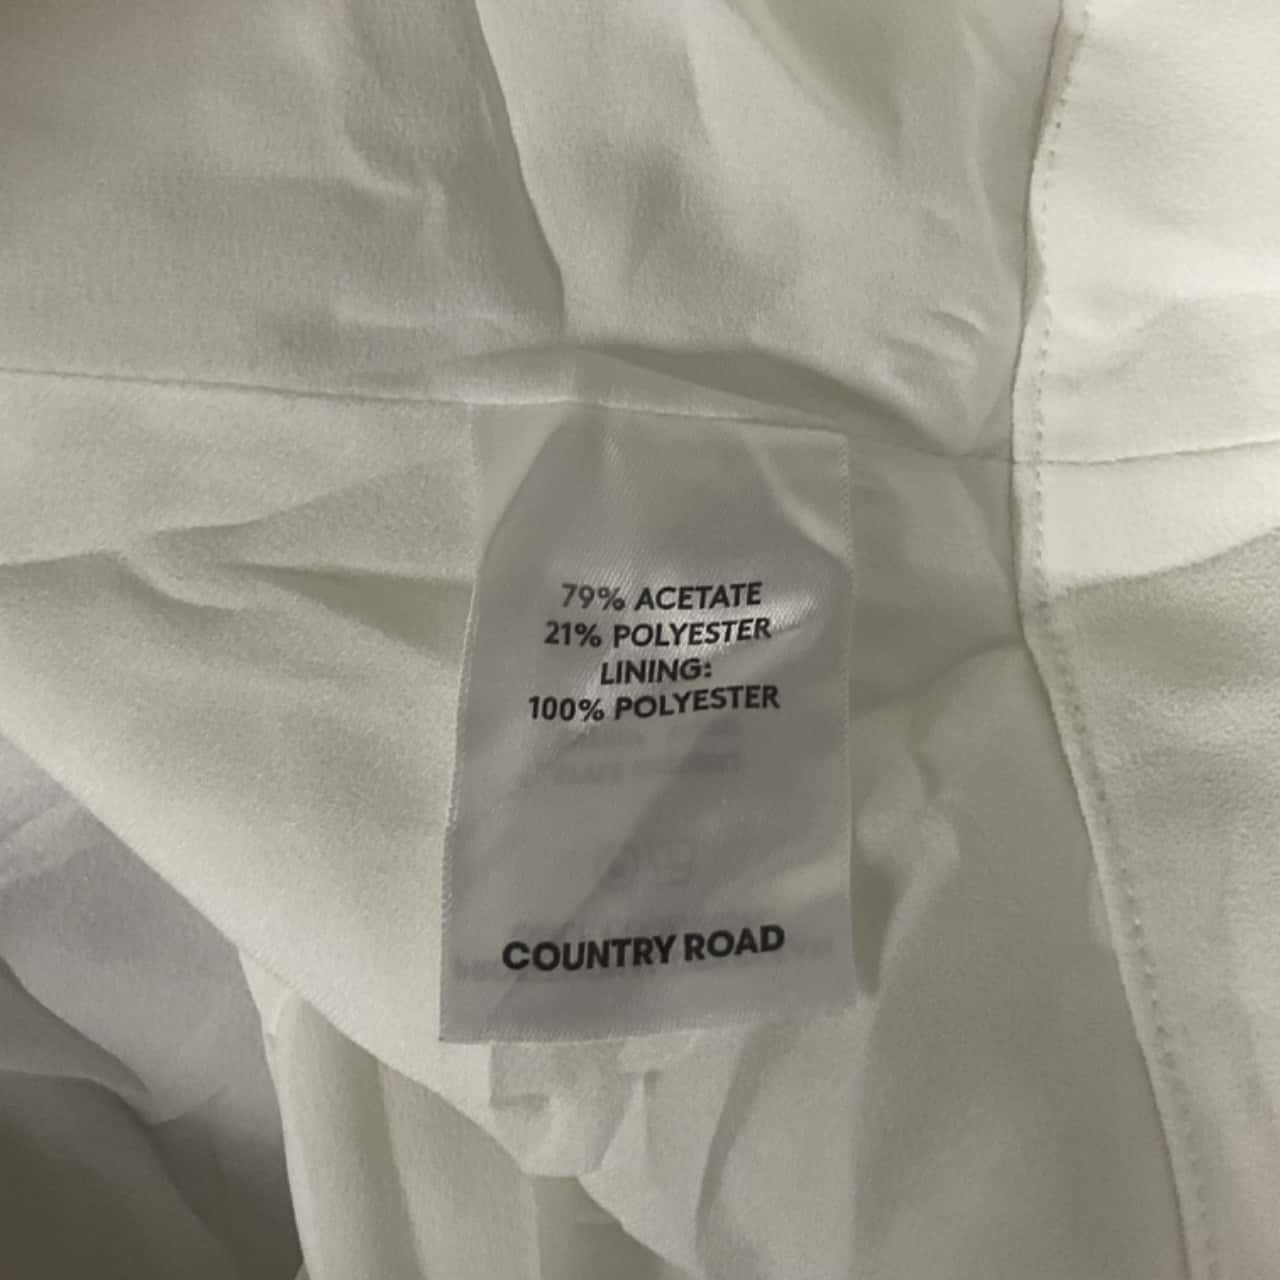 79% ACETATE
21% POLYESTER
LINING:
100% POLYESTER
COUNTRY ROAD